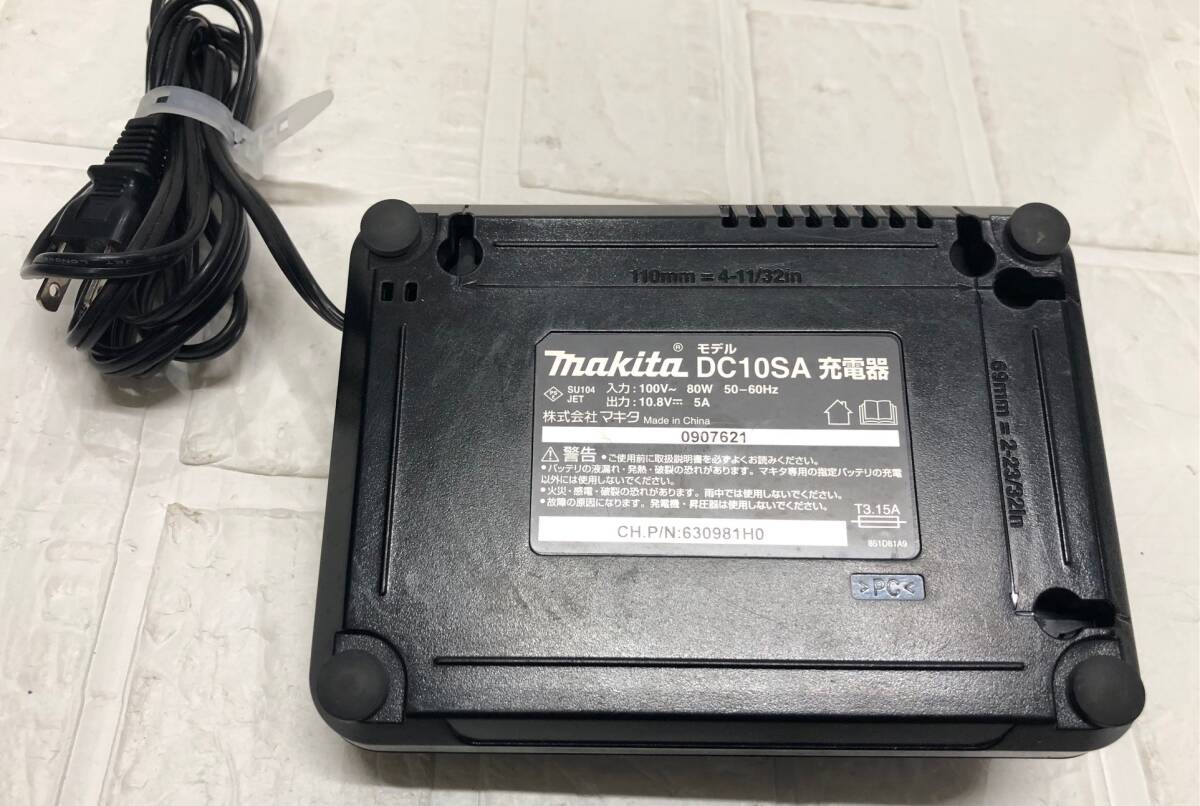 110mm = 4-11/32in
69mm = 2-23/32in
makita ® モデル DC10SA 充電器
SU104 入力:100V~ 80W 50-60Hz
JET 出力:10.8V⎓ 5A
株式会社マキタ Made in China
0907621
⚠警告 •ご使用前に取扱説明書を必ずよくお読みください。
•バッテリの液漏れ・発熱・破裂の恐れがあります。マキタ専用の指定バッテリの充電
以外には使用しないでください。
•火災・感電・破裂の恐れがあります。雨中では使用しないでください。
•故障の原因になります。発電機・昇圧器は使用しないでください。
T3.15A
CH.P/N:630981H0
851D81A9
>PC<